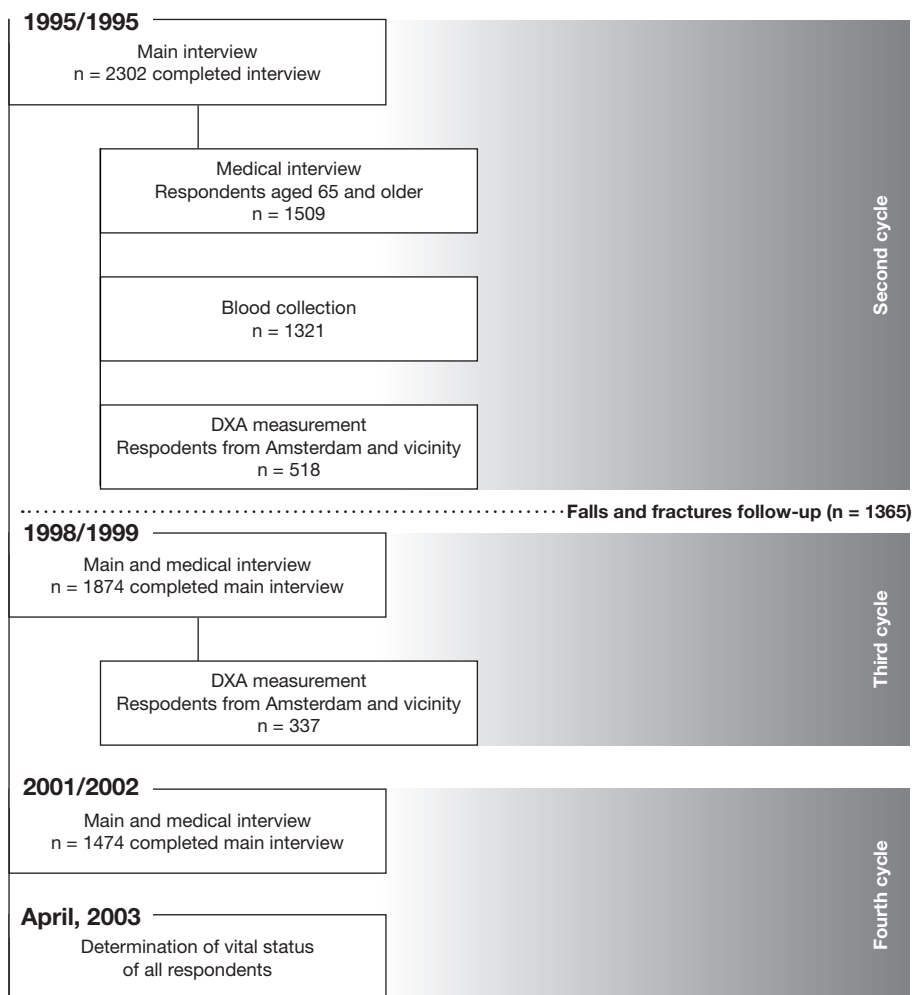 1995/1995
Main interview
n = 2302 completed interview
Medical interview
Respondents aged 65 and older
n = 1509
Blood collection
n = 1321
DXA measurement
Respodents from Amsterdam and vicinity
n = 518
Second cycle
Falls and fractures follow-up (n = 1365)
1998/1999
Main and medical interview
n = 1874 completed main interview
DXA measurement
Respodents from Amsterdam and vicinity
n = 337
Third cycle
2001/2002
Main and medical interview
n = 1474 completed main interview
April, 2003
Determination of vital status
of all respondents
Fourth cycle